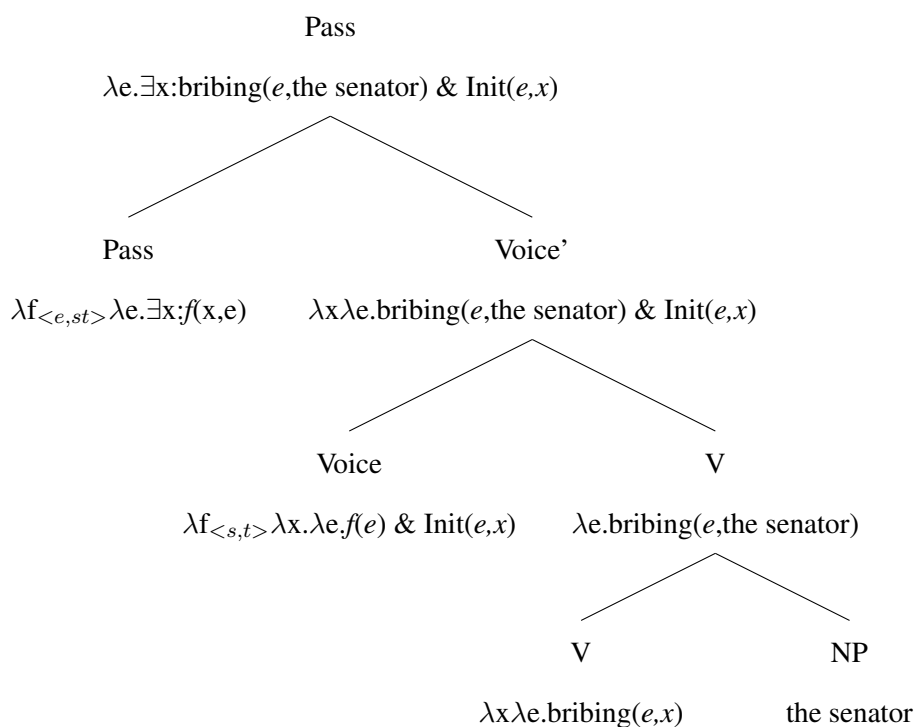 Pass
λe.∃x:bribing(e,the senator) & Init(e,x)
Pass Voice’
λf<e,st>λe.∃x:f(x,e) λxλe.bribing(e,the senator) & Init(e,x)
Voice V
λf<s,t>λx.λe.f(e) & Init(e,x) λe.bribing(e,the senator)
V NP
λxλe.bribing(e,x) the senator